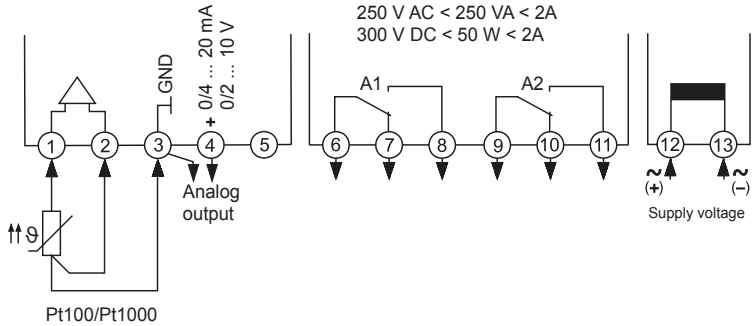 250 V AC < 250 VA < 2A
300 V DC < 50 W < 2A
GND
+ 0/4 ... 20 mA
0/2 ... 10 V
A1
A2
1
2
3
4
5
6
7
8
9
10
11
12
13
Analog
output
~
(+)
~
(−)
Supply voltage
ϑ
Pt100/Pt1000